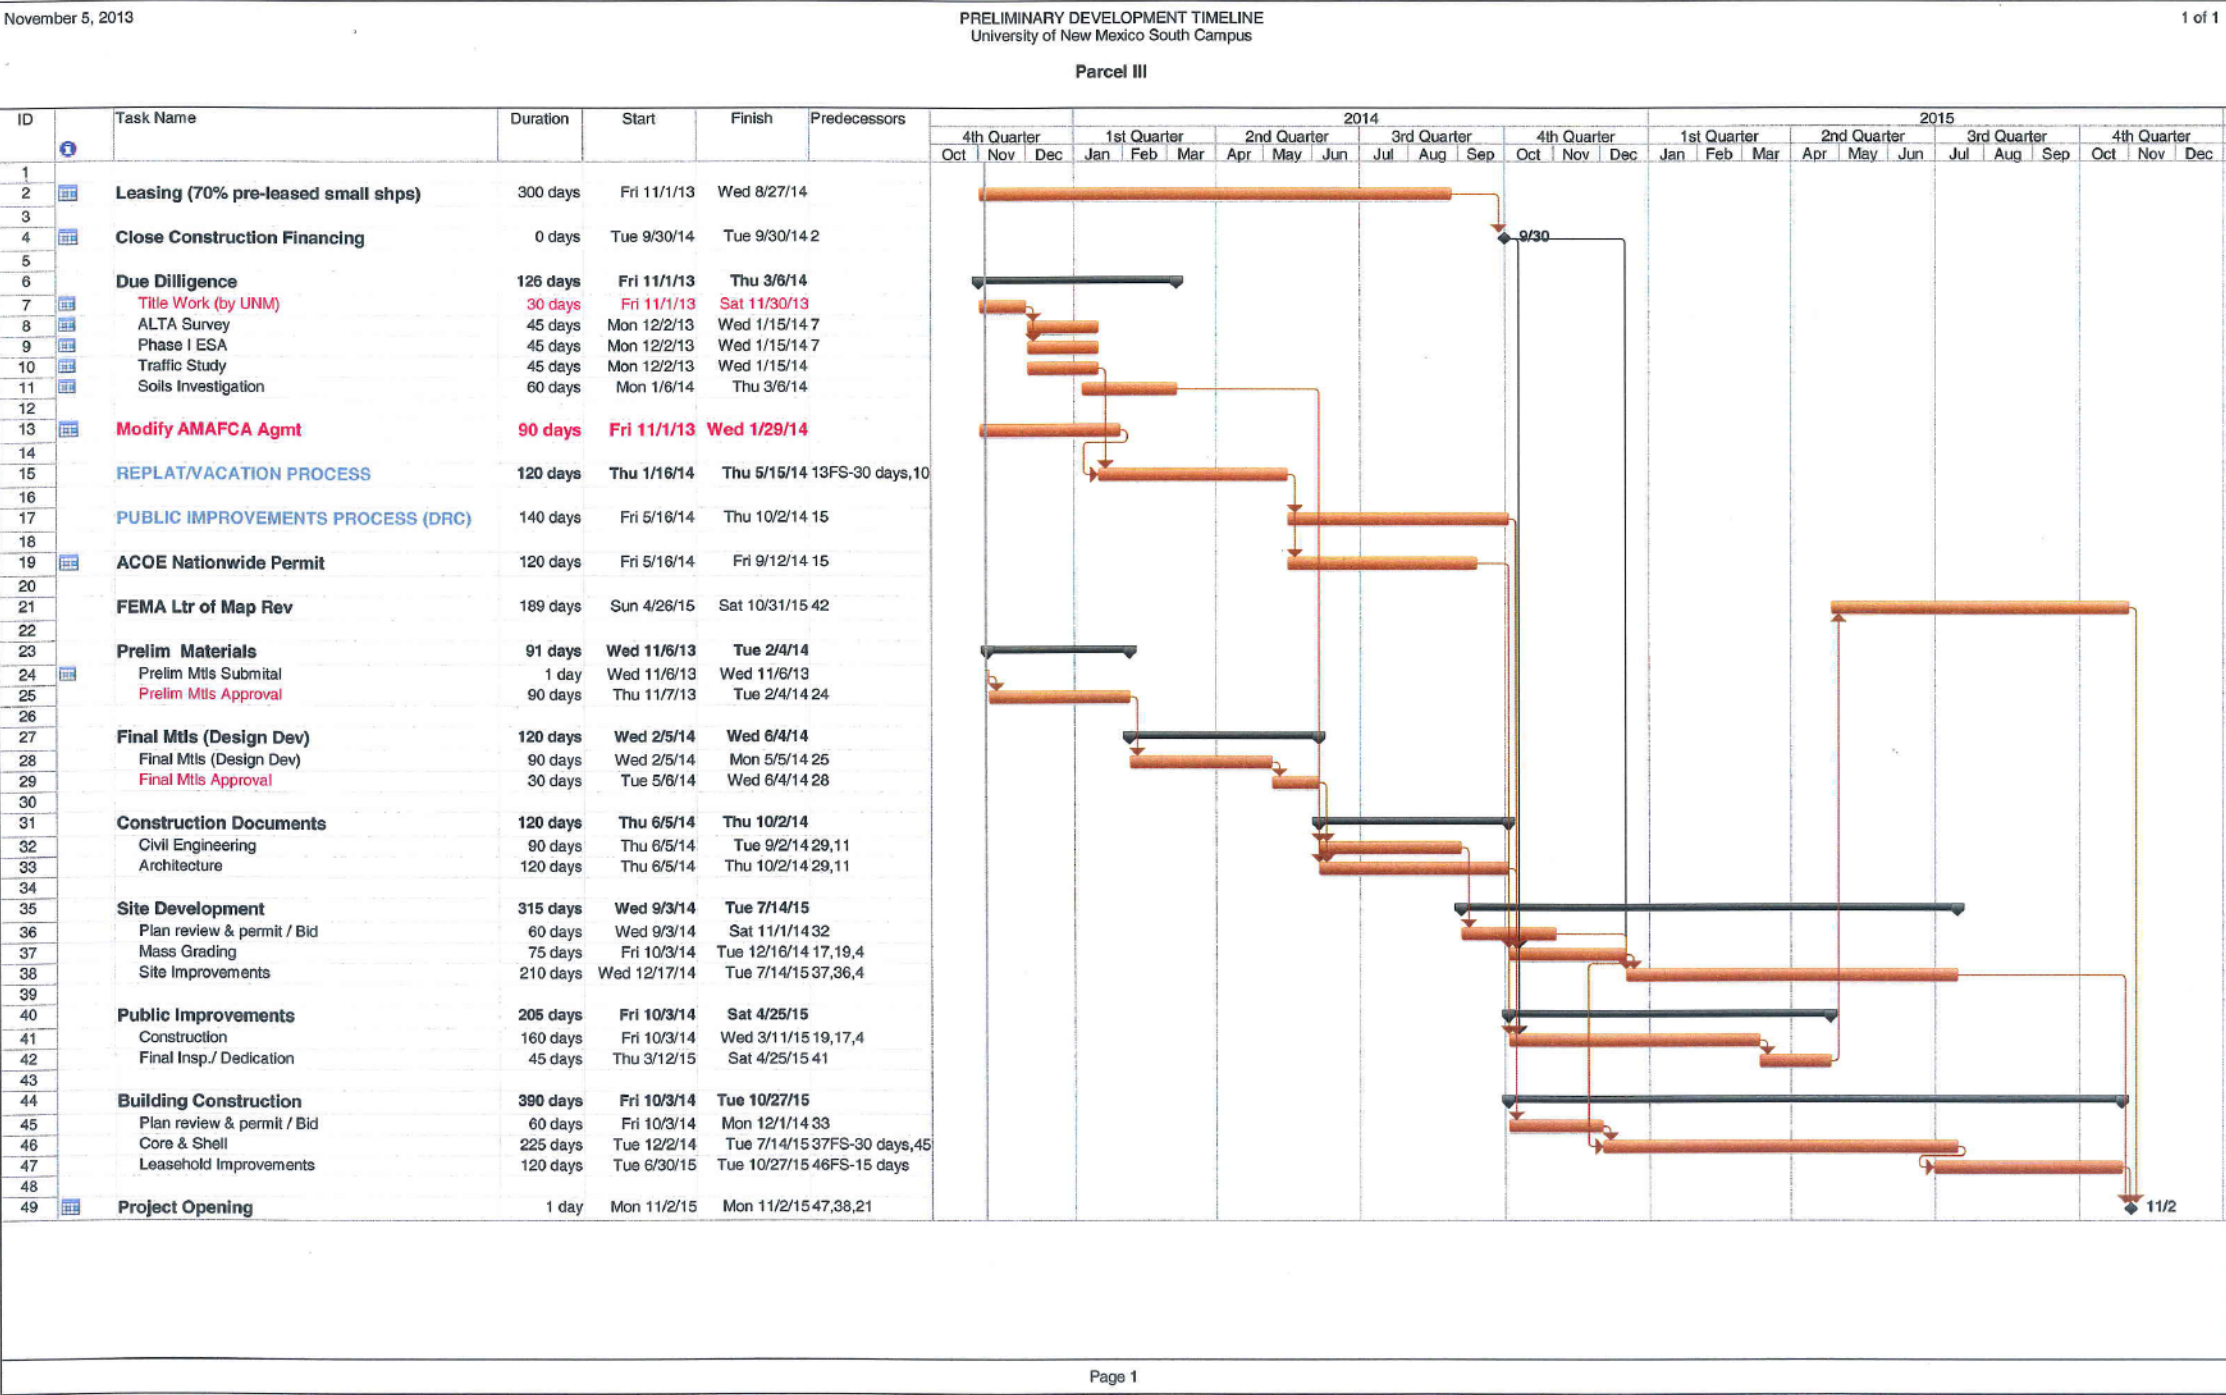 November 5, 2013
PRELIMINARY DEVELOPMENT TIMELINE
1 of 1
University of New Mexico South Campus
Parcel III
ID Task Name Duration Start Finish Predecessors
2014 2015
4th Quarter 1st Quarter 2nd Quarter 3rd Quarter 4th Quarter 1st Quarter 2nd Quarter 3rd Quarter 4th Quarter
Oct Nov Dec Jan Feb Mar Apr May Jun Jul Aug Sep Oct Nov Dec Jan Feb Mar Apr May Jun Jul Aug Sep Oct Nov Dec
1
2 Leasing (70% pre-leased small shps) 300 days Fri 11/1/13 Wed 8/27/14
3
4 Close Construction Financing 0 days Tue 9/30/14 Tue 9/30/14 2 9/30
5
6 Due Dilligence 126 days Fri 11/1/13 Thu 3/6/14
7 Title Work (by UNM) 30 days Fri 11/1/13 Sat 11/30/13
8 ALTA Survey 45 days Mon 12/2/13 Wed 1/15/14 7
9 Phase I ESA 45 days Mon 12/2/13 Wed 1/15/14 7
10 Traffic Study 45 days Mon 12/2/13 Wed 1/15/14
11 Soils Investigation 60 days Mon 1/6/14 Thu 3/6/14
12
13 Modify AMAFCA Agmt 90 days Fri 11/1/13 Wed 1/29/14
14
15 REPLAT/VACATION PROCESS 120 days Thu 1/16/14 Thu 5/15/14 13FS-30 days,10
16
17 PUBLIC IMPROVEMENTS PROCESS (DRC) 140 days Fri 5/16/14 Thu 10/2/14 15
18
19 ACOE Nationwide Permit 120 days Fri 5/16/14 Fri 9/12/14 15
20
21 FEMA Ltr of Map Rev 189 days Sun 4/26/15 Sat 10/31/15 42
22
23 Prelim Materials 91 days Wed 11/6/13 Tue 2/4/14
24 Prelim Mtls Submital 1 day Wed 11/6/13 Wed 11/6/13
25 Prelim Mtls Approval 90 days Thu 11/7/13 Tue 2/4/14 24
26
27 Final Mtls (Design Dev) 120 days Wed 2/5/14 Wed 6/4/14
28 Final Mtls (Design Dev) 90 days Wed 2/5/14 Mon 5/5/14 25
29 Final Mtls Approval 30 days Tue 5/6/14 Wed 6/4/14 28
30
31 Construction Documents 120 days Thu 6/5/14 Thu 10/2/14
32 Civil Engineering 90 days Thu 6/5/14 Tue 9/2/14 29,11
33 Architecture 120 days Thu 6/5/14 Thu 10/2/14 29,11
34
35 Site Development 315 days Wed 9/3/14 Tue 7/14/15
36 Plan review & permit / Bid 60 days Wed 9/3/14 Sat 11/1/14 32
37 Mass Grading 75 days Fri 10/3/14 Tue 12/16/14 17,19,4
38 Site Improvements 210 days Wed 12/17/14 Tue 7/14/15 37,36,4
39
40 Public Improvements 205 days Fri 10/3/14 Sat 4/25/15
41 Construction 160 days Fri 10/3/14 Wed 3/11/15 19,17,4
42 Final Insp./ Dedication 45 days Thu 3/12/15 Sat 4/25/15 41
43
44 Building Construction 390 days Fri 10/3/14 Tue 10/27/15
45 Plan review & permit / Bid 60 days Fri 10/3/14 Mon 12/1/14 33
46 Core & Shell 225 days Tue 12/2/14 Tue 7/14/15 37FS-30 days,45
47 Leasehold Improvements 120 days Tue 6/30/15 Tue 10/27/15 46FS-15 days
48
49 Project Opening 1 day Mon 11/2/15 Mon 11/2/15 47,38,21 11/2
Page 1